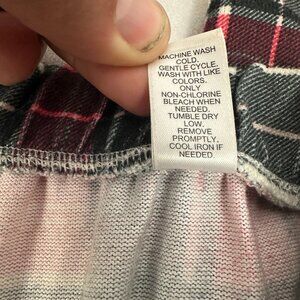 MACHINE WASH
COLD.
GENTLE CYCLE.
WASH WITH LIKE
COLORS.
ONLY
NON-CHLORINE
BLEACH WHEN
NEEDED.
TUMBLE DRY
LOW.
REMOVE
PROMPTLY.
COOL IRON IF
NEEDED.